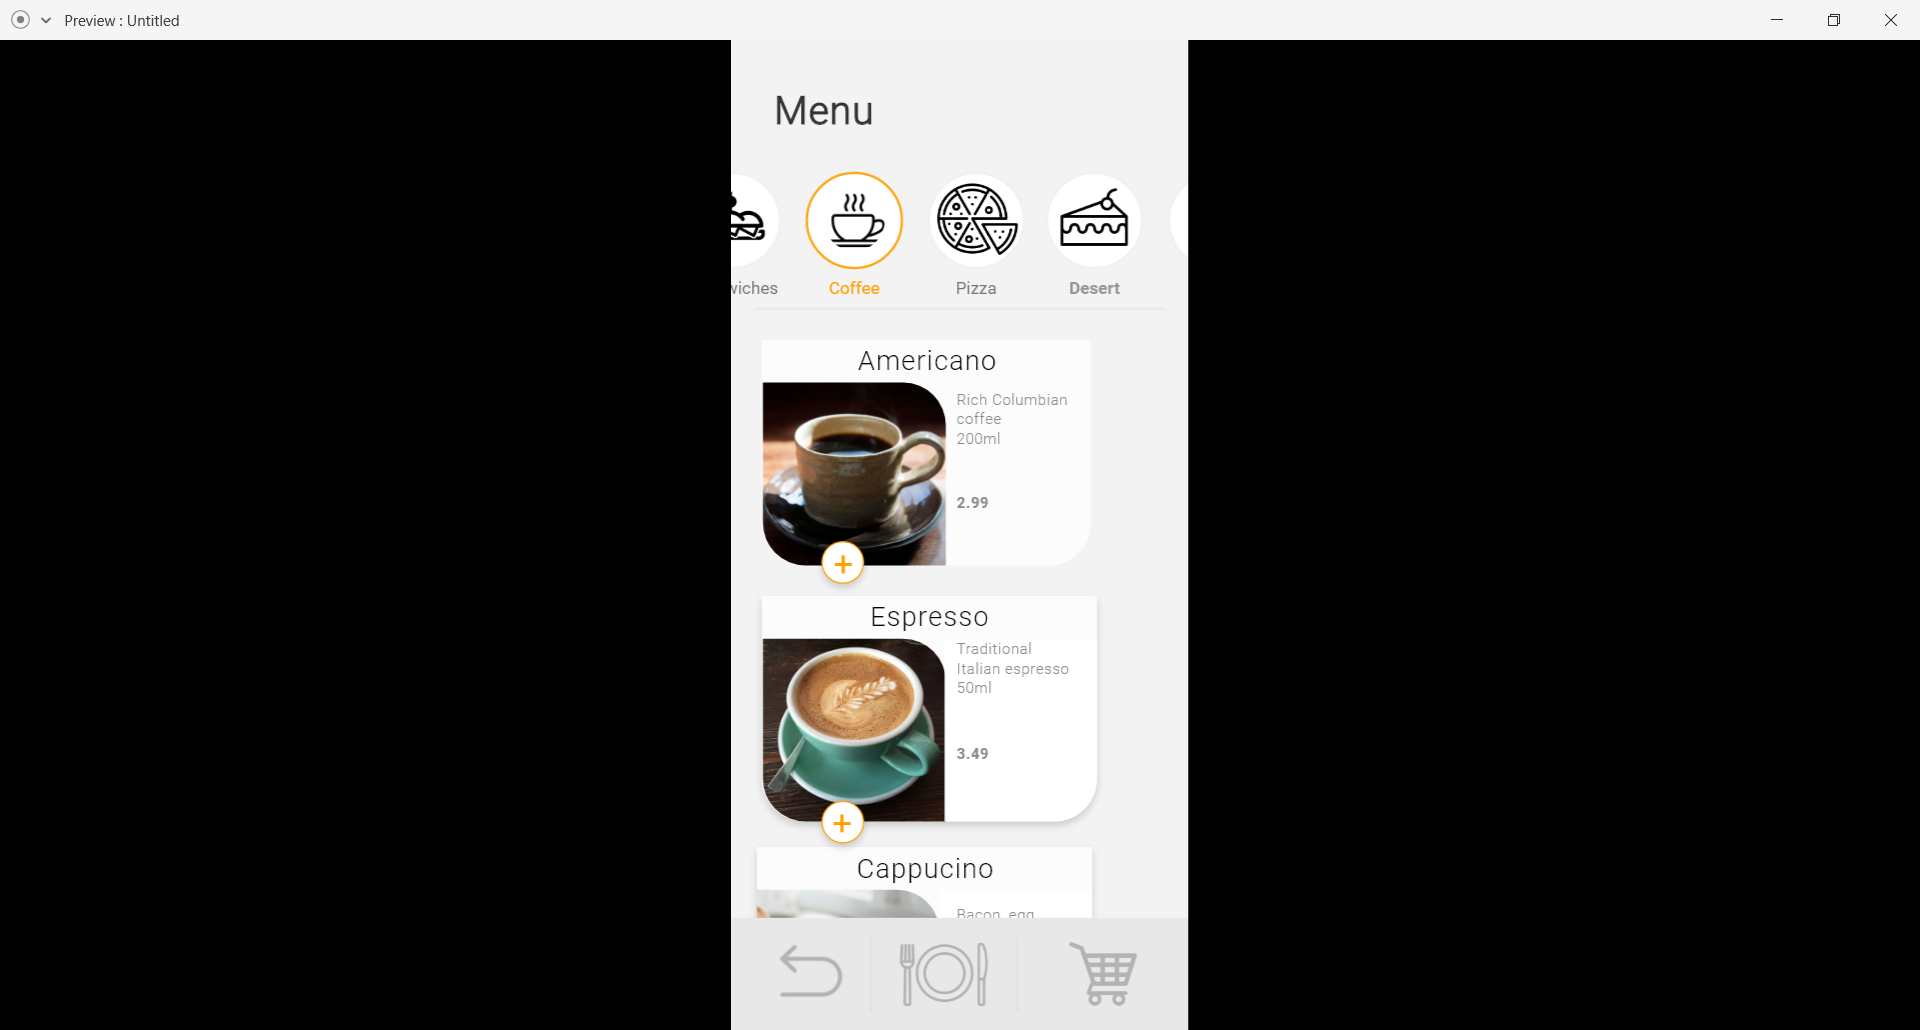 Preview : Untitled
Menu
wiches
Coffee
Pizza
Desert
Americano
Rich Columbian
coffee
200ml
2.99
+
Espresso
Traditional
Italian espresso
50ml
3.49
+
Cappucino
Bacon, egg